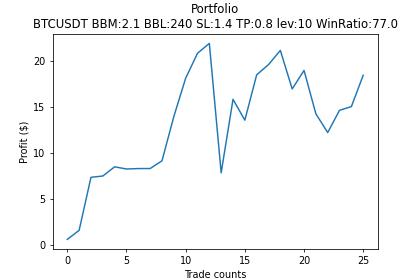 Portfolio
BTCUSDT BBM:2.1 BBL:240 SL:1.4 TP:0.8 lev:10 WinRatio:77.0
20
15
10
5
0
Profit ($)
0 5 10 15 20 25
Trade counts